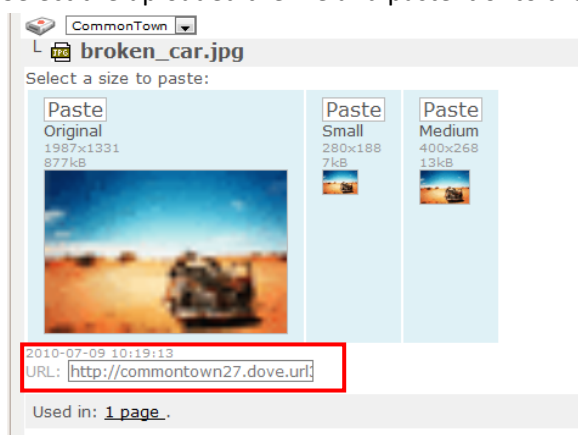 CommonTown
broken_car.jpg
Select a size to paste:
Paste Paste Paste
Original Small Medium
1987x1331 280x188 400x268
877kB 7kB 13kB
2010-07-09 10:19:13
URL: http://commontown27.dove.url
Used in: 1 page .